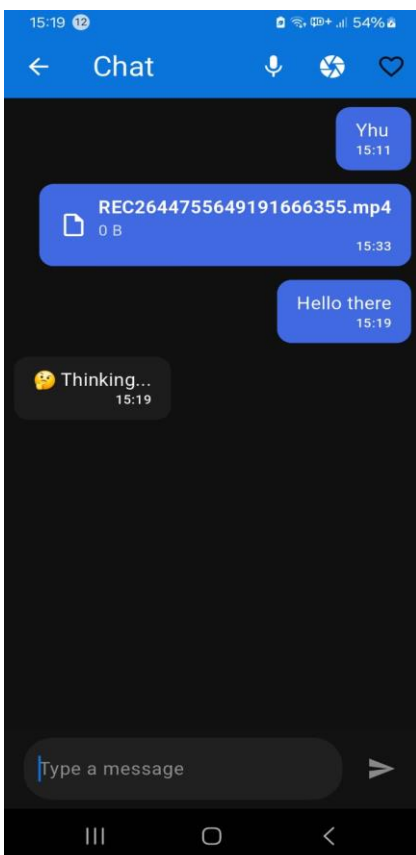 15:19 12 54%
Chat
Yhu
15:11
REC2644755649191666355.mp4
0 B
15:33
Hello there
15:19
🤔 Thinking...
15:19
Type a message